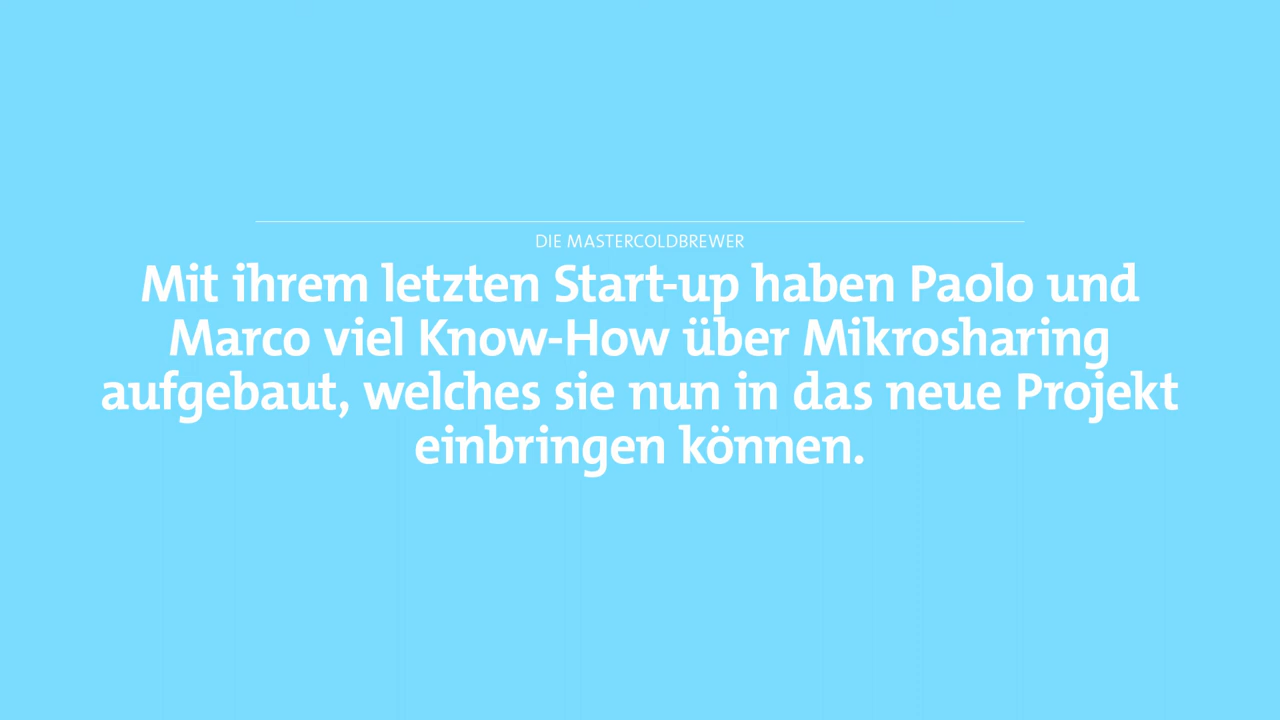 DIE MASTERCOLDBREWER
Mit ihrem letzten Start-up haben Paolo und
Marco viel Know-How über Mikrosharing
aufgebaut, welches sie nun in das neue Projekt
einbringen können.